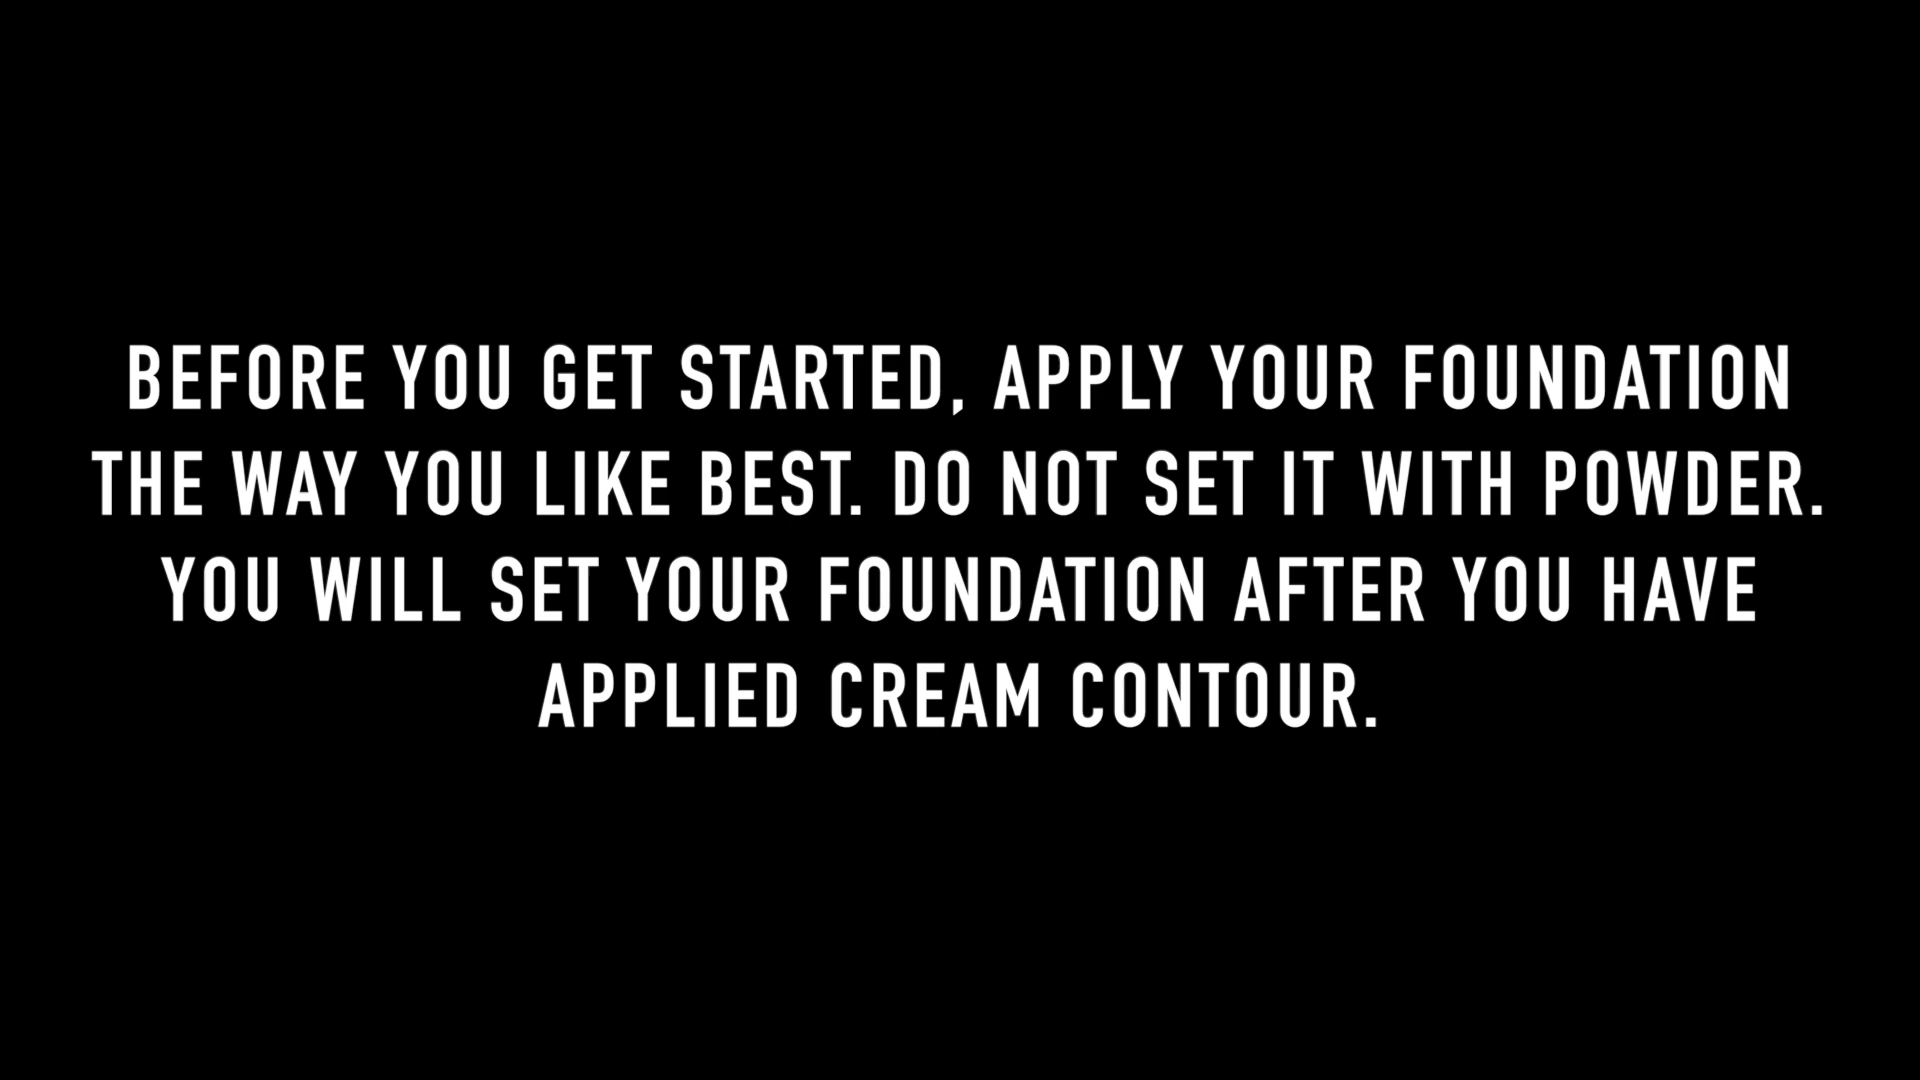 BEFORE YOU GET STARTED, APPLY YOUR FOUNDATION
THE WAY YOU LIKE BEST. DO NOT SET IT WITH POWDER.
YOU WILL SET YOUR FOUNDATION AFTER YOU HAVE
APPLIED CREAM CONTOUR.